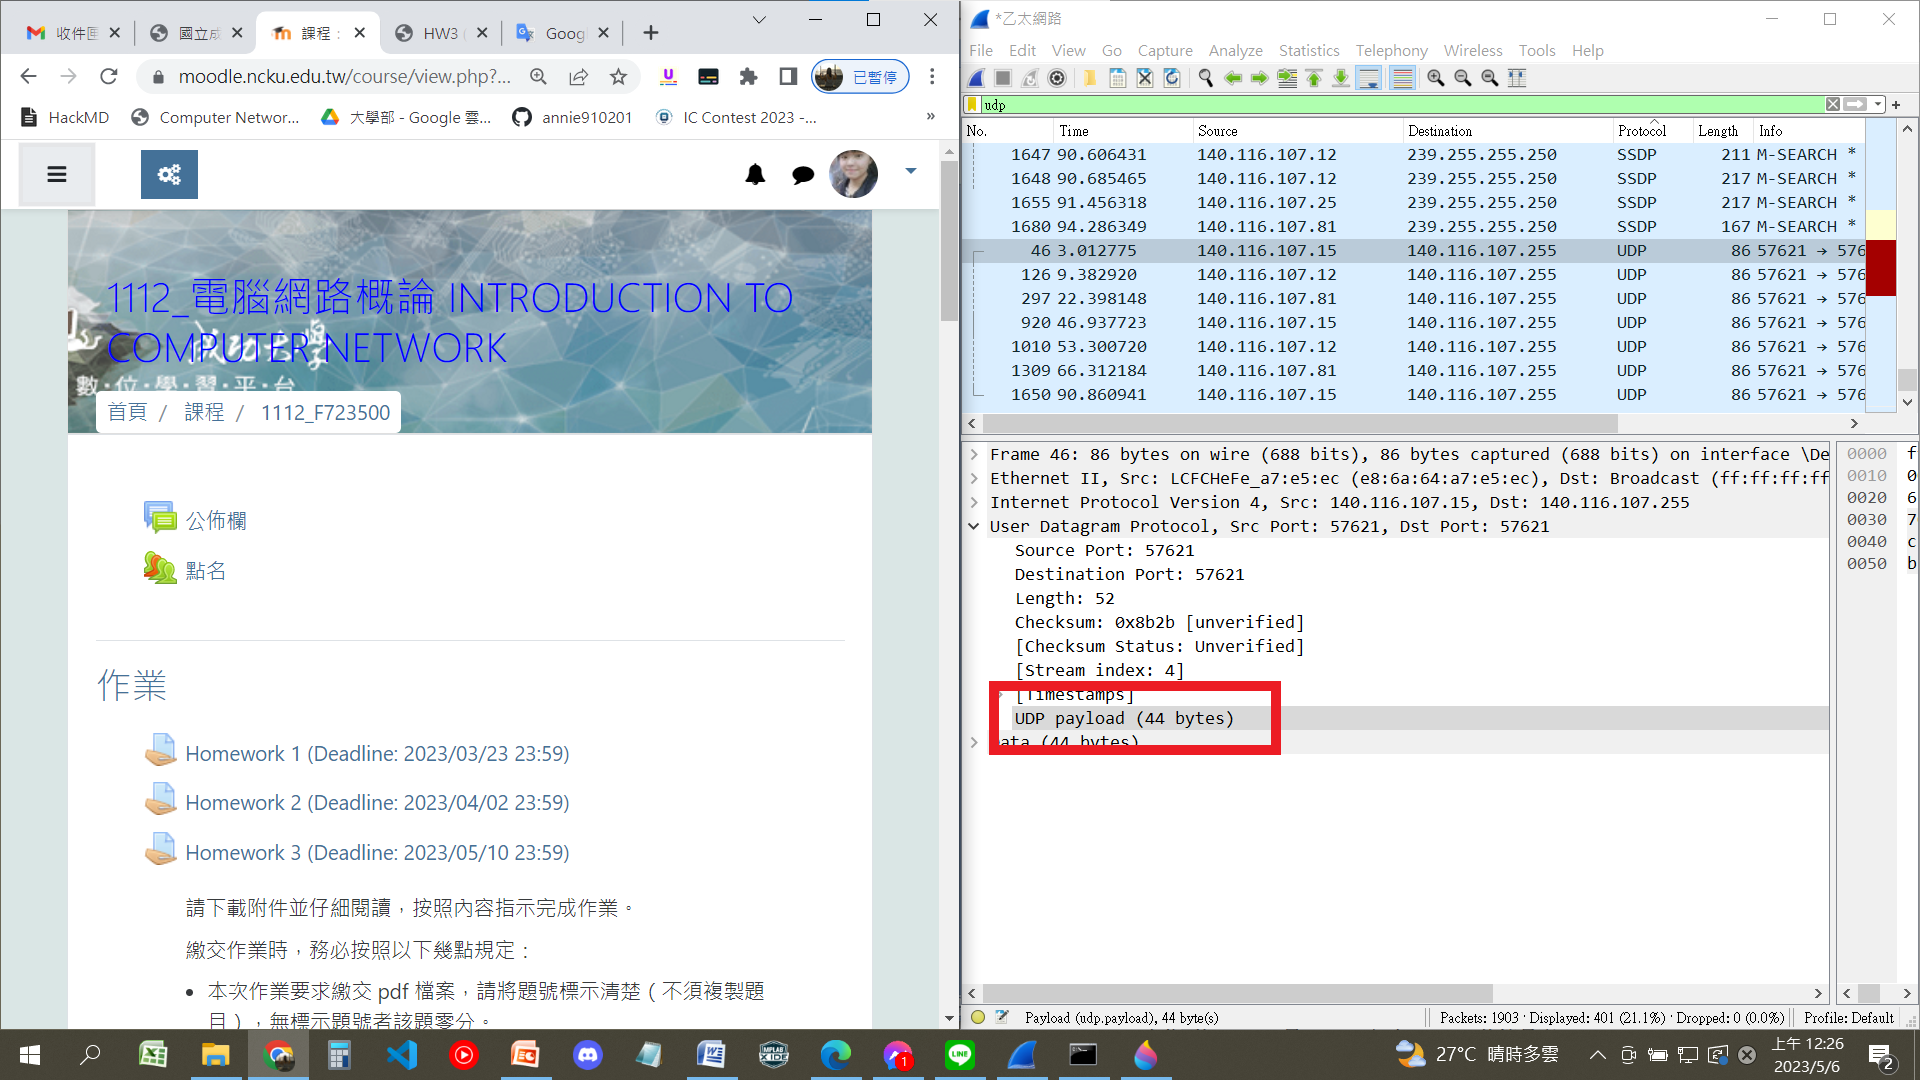 收件匣
國立成
課程：
HW3
Goog
moodle.ncku.edu.tw/course/view.php?...
已暫停
HackMD
Computer Networ...
大學部 - Google 雲...
annie910201
IC Contest 2023 -...
»
1112_電腦網路概論 INTRODUCTION TO
COMPUTER NETWORK
數·位·學·習·平·台
首頁 / 課程 / 1112_F723500
公佈欄
點名
作業
Homework 1 (Deadline: 2023/03/23 23:59)
Homework 2 (Deadline: 2023/04/02 23:59)
Homework 3 (Deadline: 2023/05/10 23:59)
請下載附件並仔細閱讀，按照內容指示完成作業。
繳交作業時，務必按照以下幾點規定：
• 本次作業要求繳交 pdf 檔案，請將題號標示清楚（不須複製題
目），無標示題號者該題零分。
*乙太網路
File Edit View Go Capture Analyze Statistics Telephony Wireless Tools Help
udp
No. Time Source Destination Protocol Length Info
1647 90.606431 140.116.107.12 239.255.255.250 SSDP 211 M-SEARCH *
1648 90.685465 140.116.107.12 239.255.255.250 SSDP 217 M-SEARCH *
1655 91.456318 140.116.107.25 239.255.255.250 SSDP 217 M-SEARCH *
1680 94.286349 140.116.107.81 239.255.255.250 SSDP 167 M-SEARCH *
46 3.012775 140.116.107.15 140.116.107.255 UDP 86 57621 → 576
126 9.382920 140.116.107.12 140.116.107.255 UDP 86 57621 → 576
297 22.398148 140.116.107.81 140.116.107.255 UDP 86 57621 → 576
920 46.937723 140.116.107.15 140.116.107.255 UDP 86 57621 → 576
1010 53.300720 140.116.107.12 140.116.107.255 UDP 86 57621 → 576
1309 66.312184 140.116.107.81 140.116.107.255 UDP 86 57621 → 576
1650 90.860941 140.116.107.15 140.116.107.255 UDP 86 57621 → 576
Frame 46: 86 bytes on wire (688 bits), 86 bytes captured (688 bits) on interface \De
Ethernet II, Src: LCFCHeFe_a7:e5:ec (e8:6a:64:a7:e5:ec), Dst: Broadcast (ff:ff:ff:ff
Internet Protocol Version 4, Src: 140.116.107.15, Dst: 140.116.107.255
User Datagram Protocol, Src Port: 57621, Dst Port: 57621
Source Port: 57621
Destination Port: 57621
Length: 52
Checksum: 0x8b2b [unverified]
[Checksum Status: Unverified]
[Stream index: 4]
[Timestamps]
UDP payload (44 bytes)
ata (44 bytes)
0000 f
0010 0
0020 6
0030 7
0040 c
0050 b
Payload (udp.payload), 44 byte(s)
Packets: 1903 · Displayed: 401 (21.1%) · Dropped: 0 (0.0%)
Profile: Default
27°C 晴時多雲
上午 12:26
2023/5/6
2
1
LINE
MPLAB
X IDE